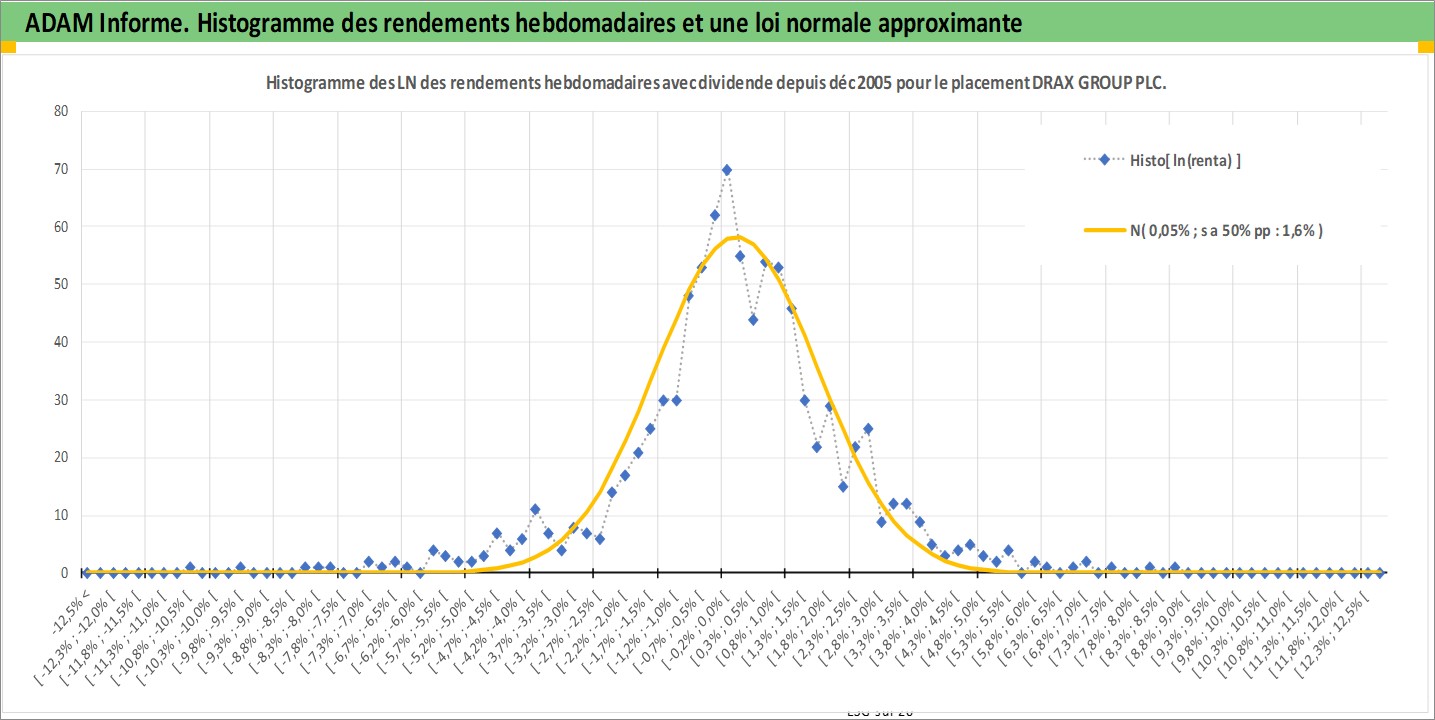 ADAM Informe. Histogramme des rendements hebdomadaires et une loi normale approximante
Histogramme des LN des rendements hebdomadaires avec dividende depuis déc 2005 pour le placement DRAX GROUP PLC.
80
70
60
50
40
30
20
10
0
Histo[ ln(renta) ]
N( 0,05% ; s a 50% pp : 1,6% )
-12,5% <
[ -12,3% ; -12,0% [
[ -11,8% ; -11,5% [
[ -11,3% ; -11,0% [
[ -10,8% ; -10,5% [
[ -10,3% ; -10,0% [
[ -9,8% ; -9,5% [
[ -9,3% ; -9,0% [
[ -8,8% ; -8,5% [
[ -8,3% ; -8,0% [
[ -7,8% ; -7,5% [
[ -7,3% ; -7,0% [
[ -6,7% ; -6,5% [
[ -6,2% ; -6,0% [
[ -5,7% ; -5,5% [
[ -5,2% ; -5,0% [
[ -4,7% ; -4,5% [
[ -4,2% ; -4,0% [
[ -3,7% ; -3,5% [
[ -3,2% ; -3,0% [
[ -2,7% ; -2,5% [
[ -2,2% ; -2,0% [
[ -1,7% ; -1,5% [
[ -1,2% ; -1,0% [
[ -0,7% ; -0,5% [
[ -0,2% ; 0,0% [
[ 0,3% ; 0,5% [
[ 0,8% ; 1,0% [
[ 1,3% ; 1,5% [
[ 1,8% ; 2,0% [
[ 2,3% ; 2,5% [
[ 2,8% ; 3,0% [
[ 3,3% ; 3,5% [
[ 3,8% ; 4,0% [
[ 4,3% ; 4,5% [
[ 4,8% ; 5,0% [
[ 5,3% ; 5,5% [
[ 5,8% ; 6,0% [
[ 6,3% ; 6,5% [
[ 6,8% ; 7,0% [
[ 7,3% ; 7,5% [
[ 7,8% ; 8,0% [
[ 8,3% ; 8,5% [
[ 8,8% ; 9,0% [
[ 9,3% ; 9,5% [
[ 9,8% ; 10,0% [
[ 10,3% ; 10,5% [
[ 10,8% ; 11,0% [
[ 11,3% ; 11,5% [
[ 11,8% ; 12,0% [
[ 12,3% ; 12,5% [